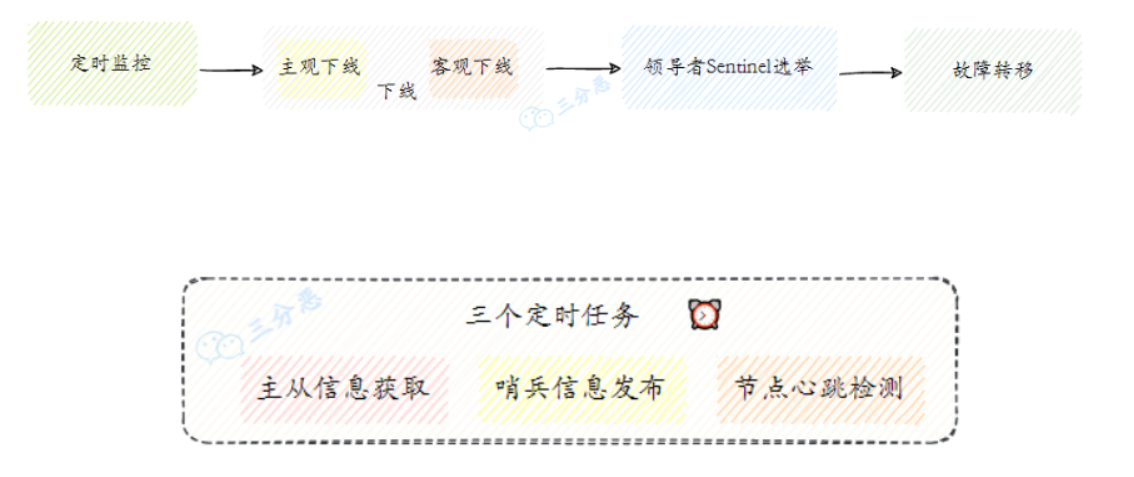 定时监控
主观下线
客观下线
下线
领导者Sentinel选举
故障转移
三分恶
三分恶
三个定时任务
主从信息获取
哨兵信息发布
节点心跳检测